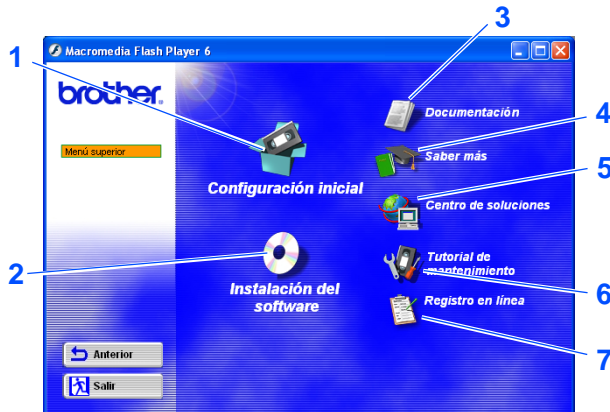 3
1
Macromedia Flash Player 6
brother.
Documentación
4
Menú superior
Saber más
5
Configuración inicial
Centro de soluciones
2
Tutorial de
mantenimiento
Instalación del
software
6
Registro en línea
7
Anterior
Salir